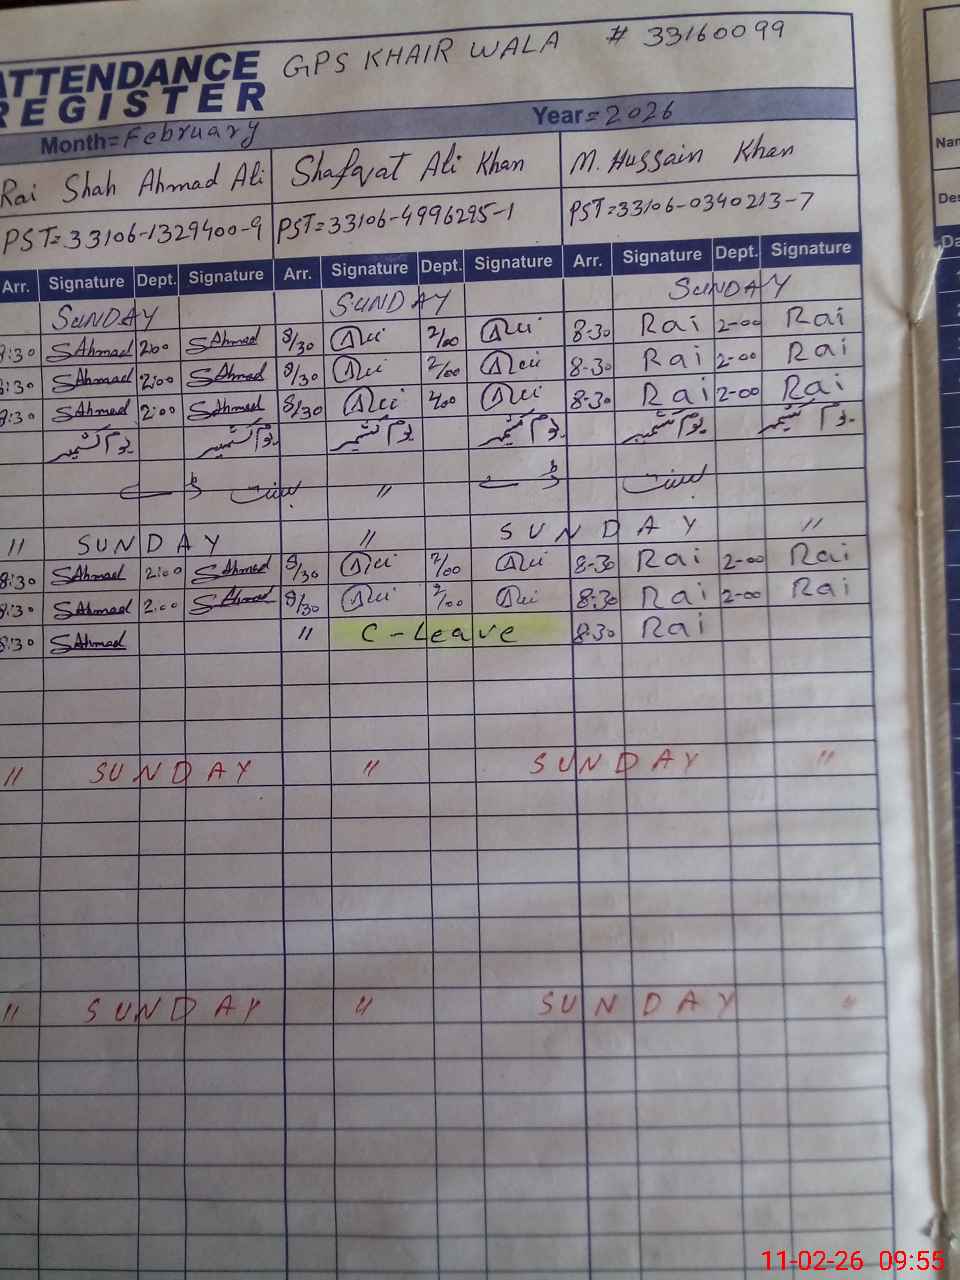 ATTENDANCE GPS KHAIR WALA # 33160099
REGISTER
Month=February Year=2026
Rai Shah Ahmad Ali Shafqat Ali Khan M. Hussain Khan
PST=33106-1329400-9 PST=33106-4996295-1 PST=33106-0340213-7
Arr. Signature Dept. Signature Arr. Signature Dept. Signature Arr. Signature Dept. Signature
SUNDAY SUNDAY SUNDAY
8:30 SAhmad 2:00 SAhmad 8/30 2/00 8-30 Rai 2-00 Rai
8:30 SAhmad 2:00 SAhmad 8/30 2/00 8-30 Rai 2-00 Rai
8:30 SAhmad 2:00 SAhmad 8/30 8-30 Rai 2-00 Rai
یوم کشمیر یوم کشمیر یوم کشمیر یوم کشمیر یوم کشمیر یوم کشمیر
بسنت " بسنت
" SUNDAY " SUNDAY "
8:30 SAhmad 2:00 SAhmad 8/30 2/00 8-30 Rai 2-00 Rai
8:30 SAhmad 2:00 SAhmad 8/30 2/00 8:30 Rai 2-00 Rai
8:30 SAhmad " C-Leave 8-30 Rai
" SUNDAY " SUNDAY "
" SUNDAY " SUNDAY "
Nam
Des
Da
11-02-26 09:55